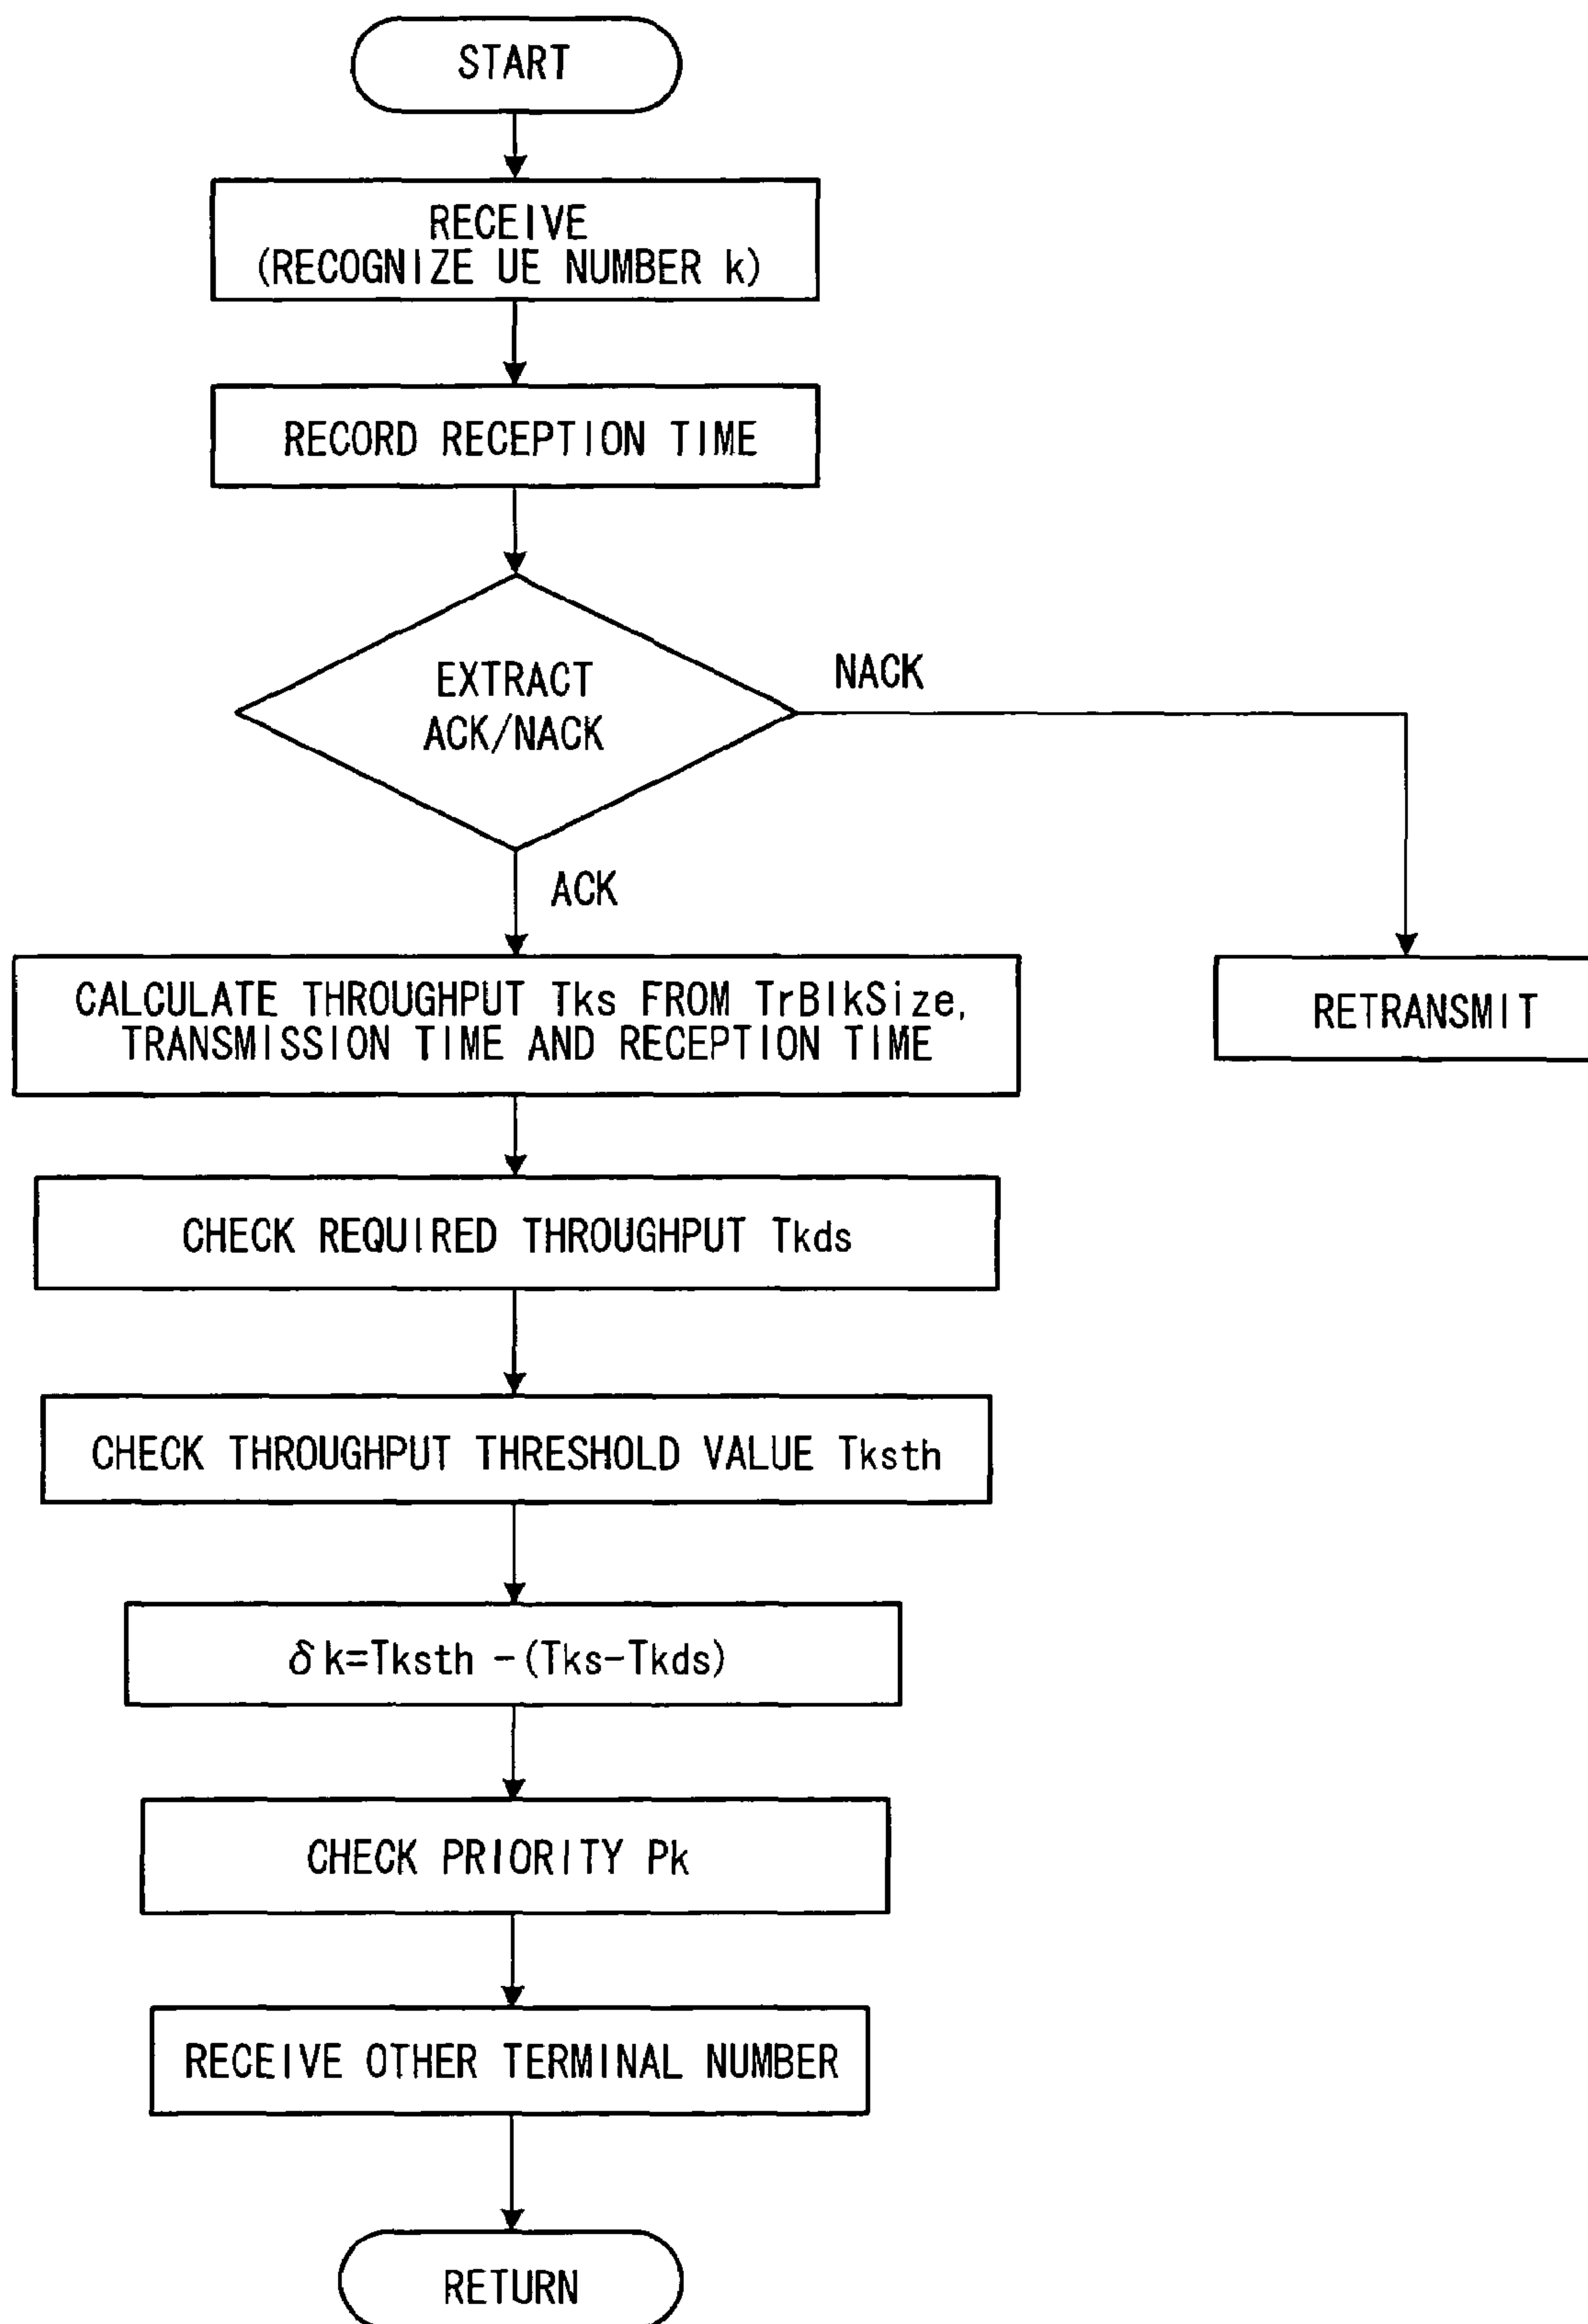 START
RECEIVE
(RECOGNIZE UE NUMBER k)
RECORD RECEPTION TIME
EXTRACT
ACK/NACK
NACK
ACK
CALCULATE THROUGHPUT Tks FROM TrBlkSize,
TRANSMISSION TIME AND RECEPTION TIME
RETRANSMIT
CHECK REQUIRED THROUGHPUT Tkds
CHECK THROUGHPUT THRESHOLD VALUE Tksth
δk=Tksth -(Tks-Tkds)
CHECK PRIORITY Pk
RECEIVE OTHER TERMINAL NUMBER
RETURN